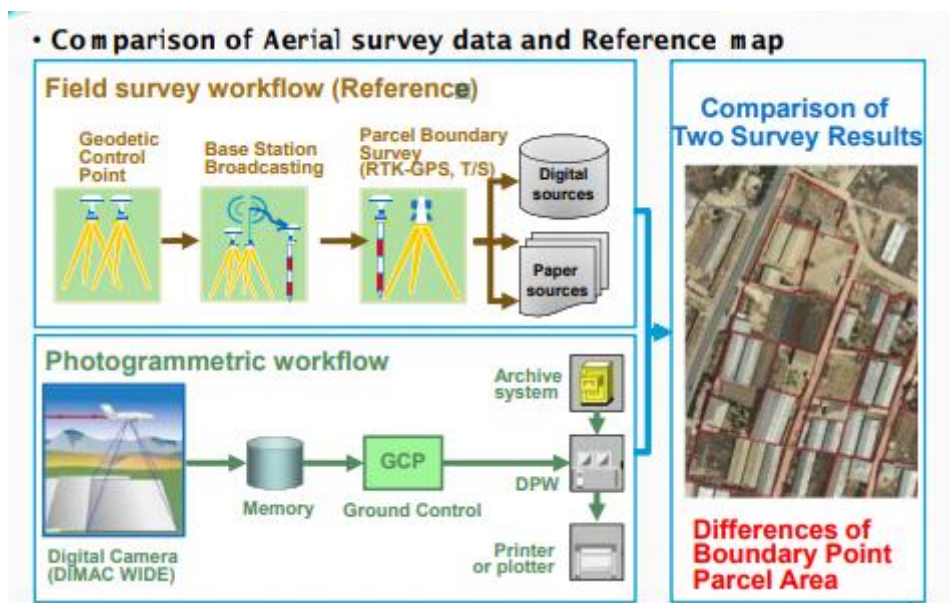 • Comparison of Aerial survey data and Reference map
Field survey workflow (Reference)
Geodetic
Control
Point
Base Station
Broadcasting
Parcel Boundary
Survey
(RTK-GPS, T/S)
Digital
sources
Paper
sources
Photogrammetric workflow
Digital Camera
(DIMAC WIDE)
Memory
GCP
Ground Control
Archive
system
DPW
Printer
or plotter
Comparison of
Two Survey Results
Differences of
Boundary Point
Parcel Area